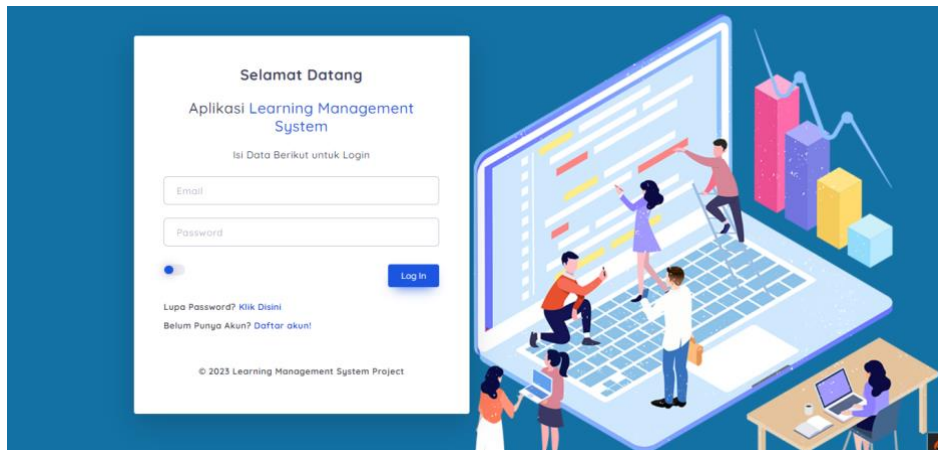 Selamat Datang
Aplikasi Learning Management
System
Isi Data Berikut untuk Login
Email
Password
Log In
Lupa Password? Klik Disini
Belum Punya Akun? Daftar akun!
© 2023 Learning Management System Project